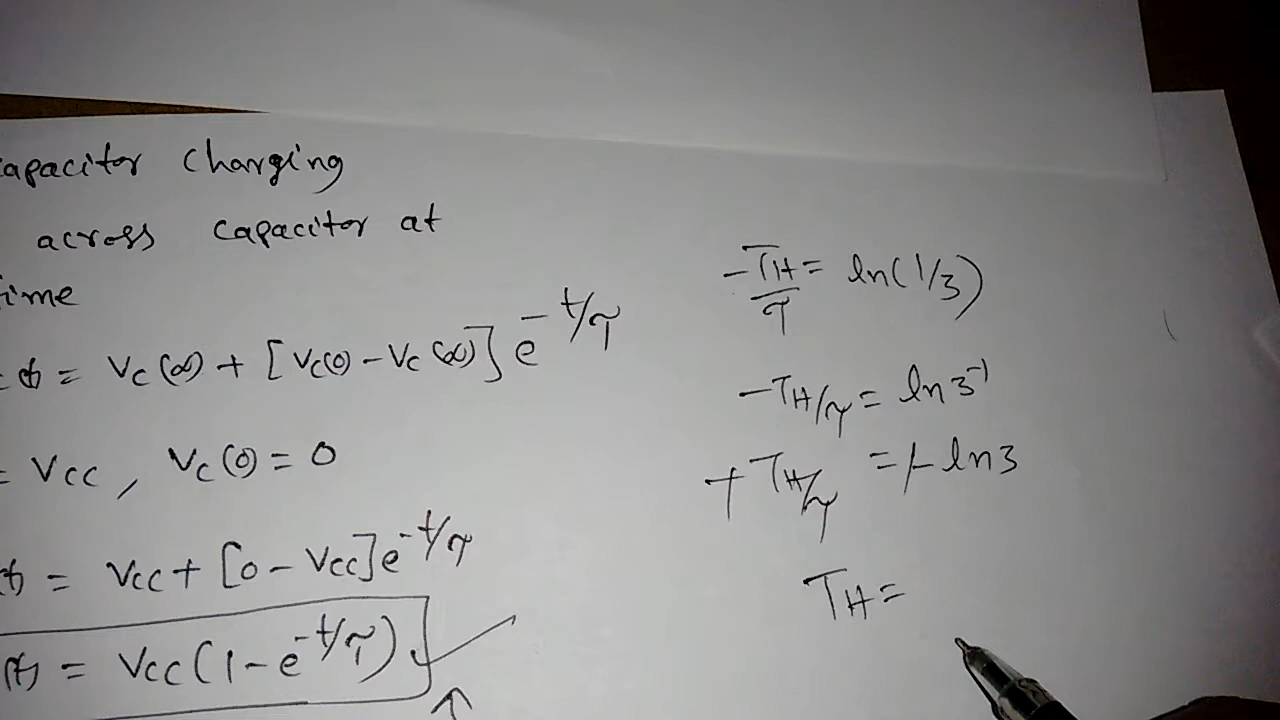 apacitor charging
across capacitor at
ime
= Vc(∞) + [Vc(0) - Vc(∞)] e^-t/τ
= Vcc, Vc(0) = 0
= Vcc + [0 - Vcc] e^-t/τ
(t) = Vcc (1 - e^-t/τ)
-TH/τ = ln(1/3)
-TH/τ = ln 3^-1
+TH/τ = + ln 3
TH =